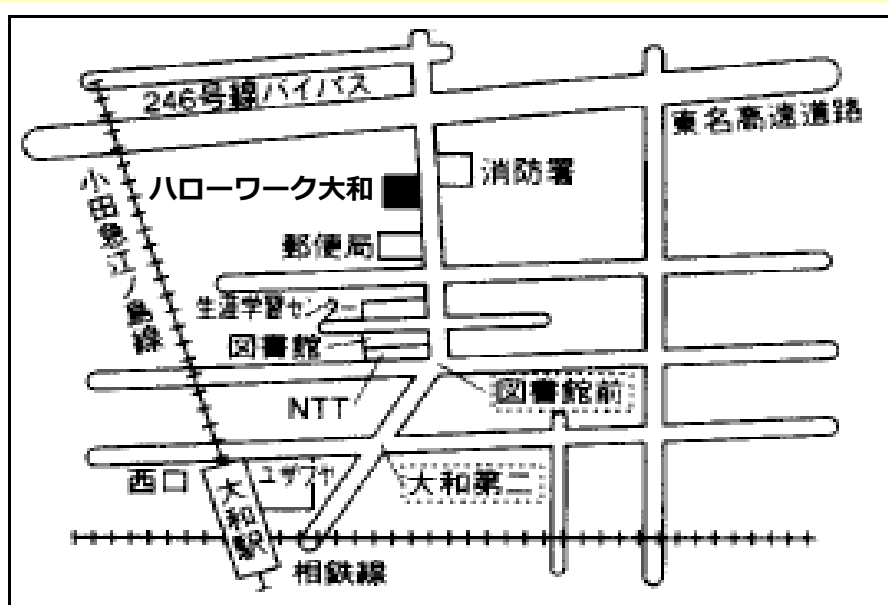 246号線バイパス
東名高速道路
消防署
ハローワーク大和
小田急江ノ島線
郵便局
生涯学習センター
図書館
図書館前
NTT
西口
ユザワヤ
大和第二
大和駅
相鉄線